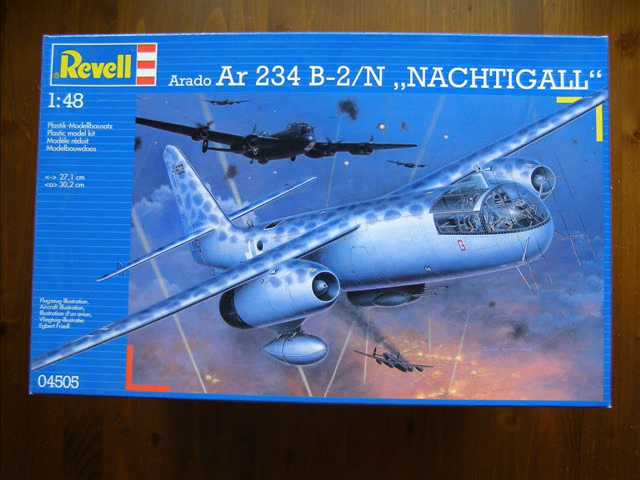 Revell
Arado Ar 234 B-2/N „NACHTIGALL“
1:48
Plastik-Modellbausatz
Plastic model kit
Modèle réduit
Modelbouwdoos
<-> 27,1 cm
30,2 cm
G
Flugzeug-Illustration,
Aircraft illustration,
Illustration d'un avion,
Vliegtuig-illustratie:
Egbert Friedl
04505